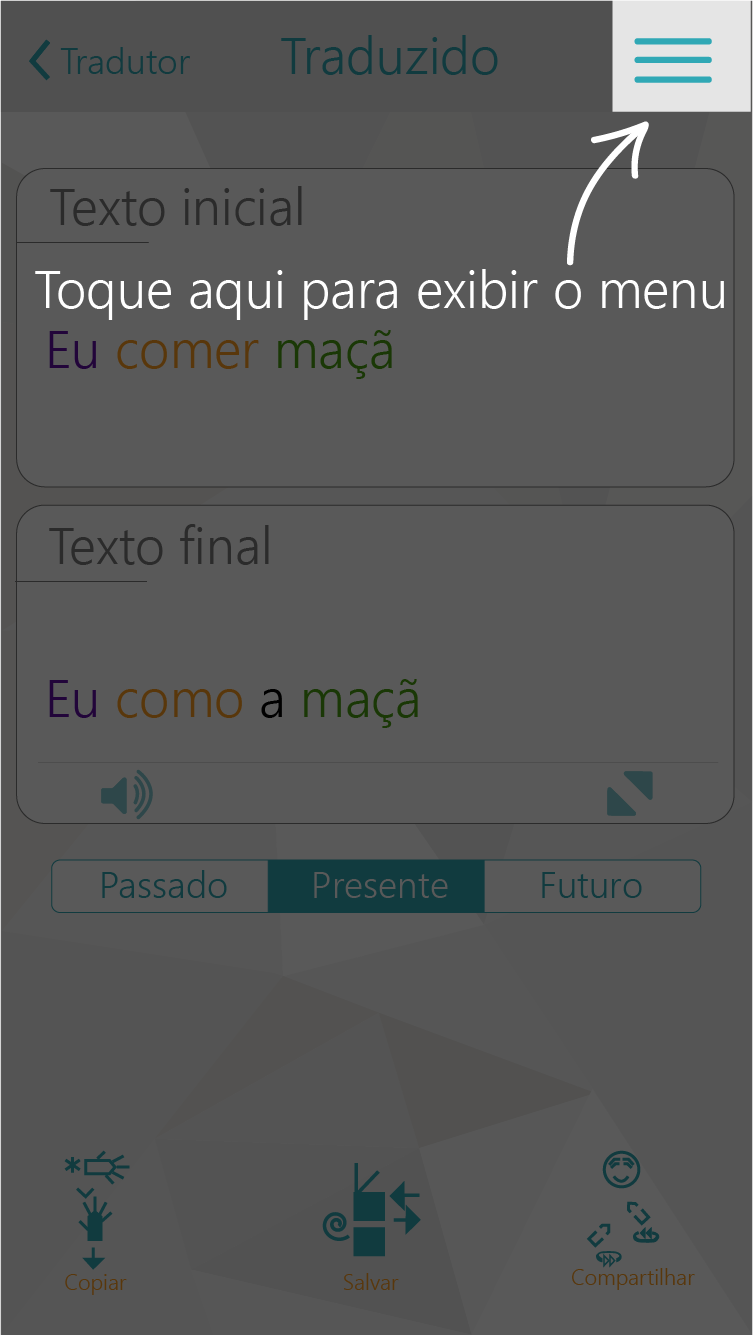 Tradutor
Traduzido
Texto inicial
Toque aqui para exibir o menu
Eu comer maçã
Texto final
Eu como a maçã
Passado
Presente
Futuro
Copiar
Salvar
Compartilhar